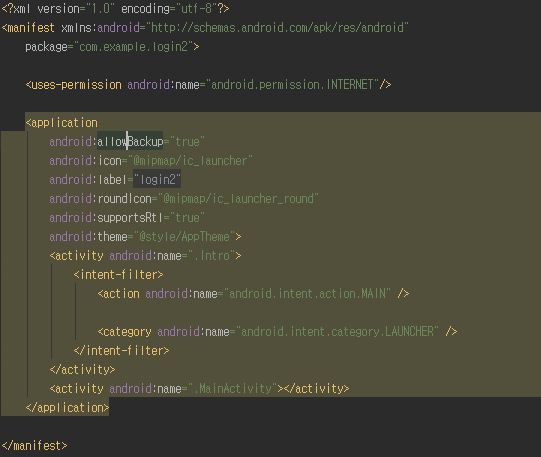 <?xml version="1.0" encoding="utf-8"?>
<manifest xmlns:android="http://schemas.android.com/apk/res/android"
package="com.example.login2">
<uses-permission android:name="android.permission.INTERNET"/>
<application
android:allowBackup="true"
android:icon="@mipmap/ic_launcher"
android:label="login2"
android:roundIcon="@mipmap/ic_launcher_round"
android:supportsRtl="true"
android:theme="@style/AppTheme">
<activity android:name=".Intro">
<intent-filter>
<action android:name="android.intent.action.MAIN" />
<category android:name="android.intent.category.LAUNCHER" />
</intent-filter>
</activity>
<activity android:name=".MainActivity"></activity>
</application>
</manifest>